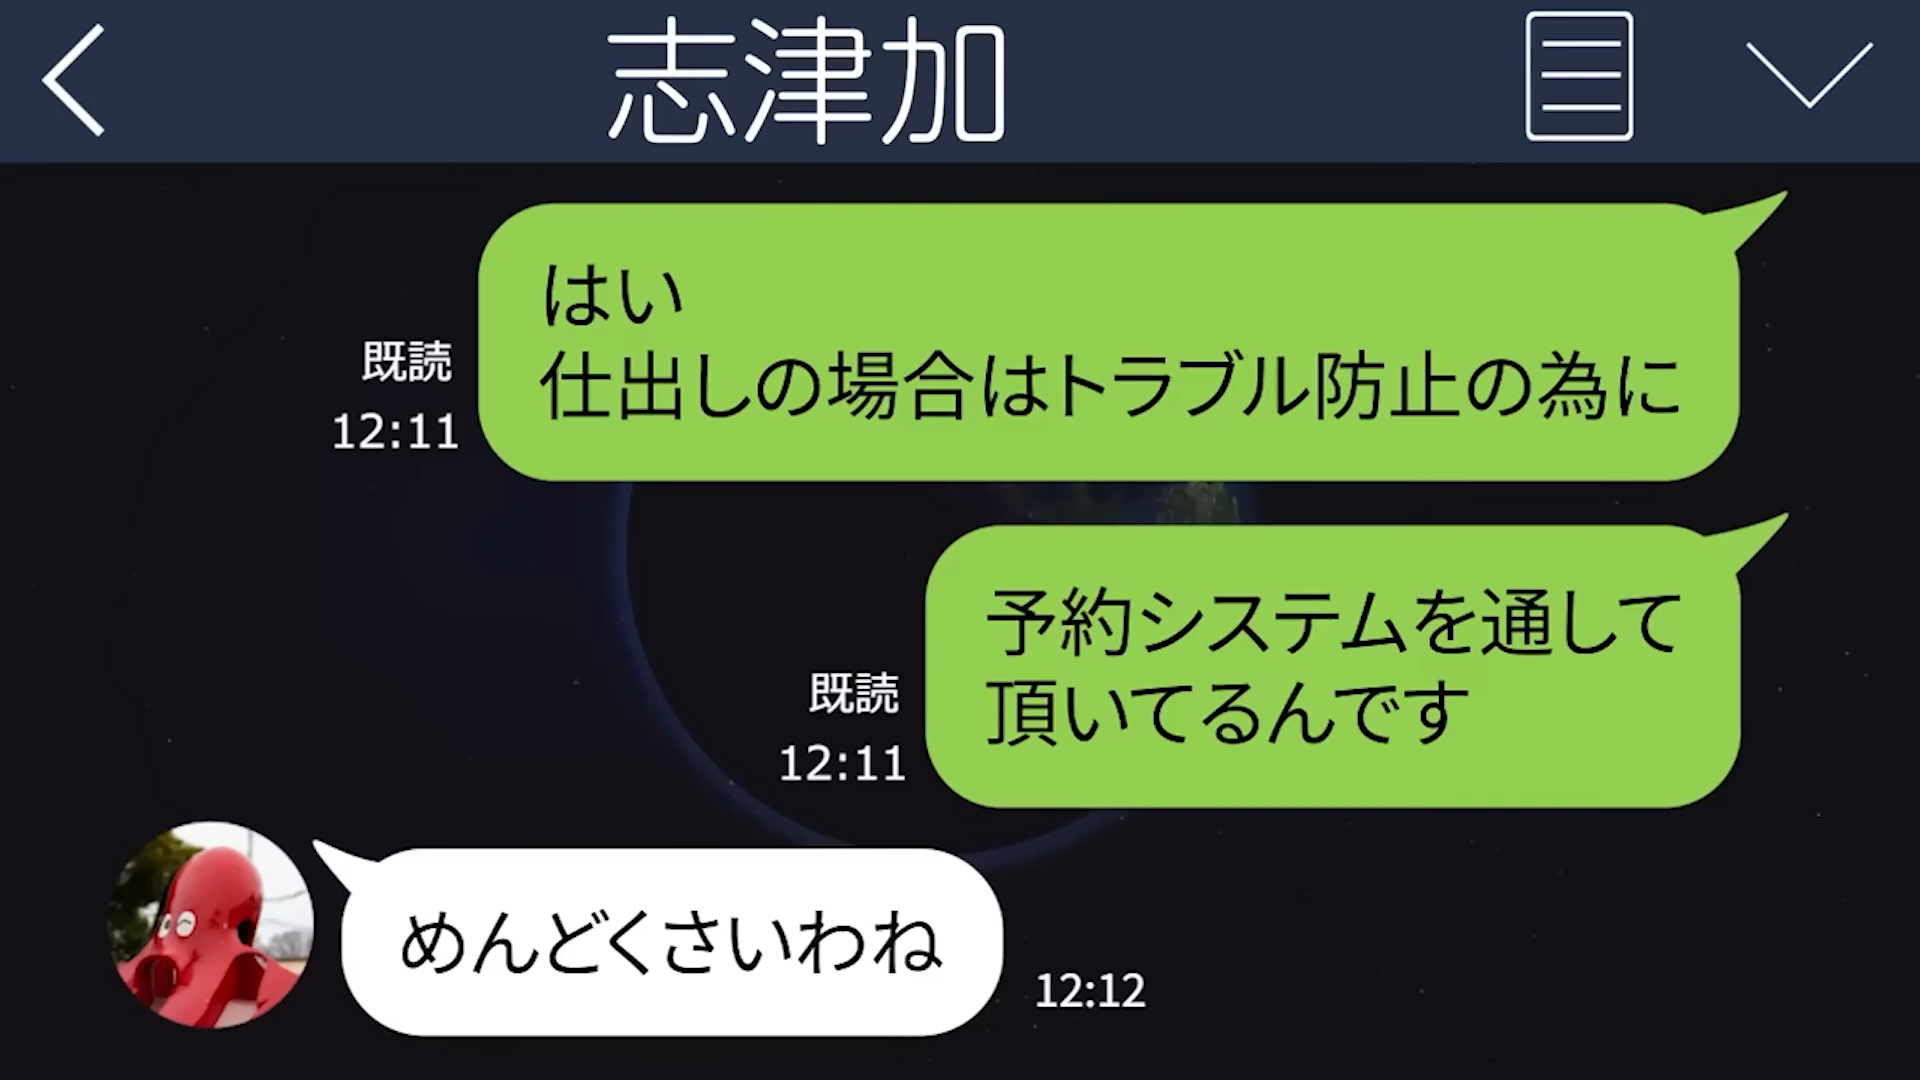 志津加
はい
仕出しの場合はトラブル防止の為に
既読
12:11
予約システムを通して
頂いてるんです
既読
12:11
めんどくさいわね
12:12